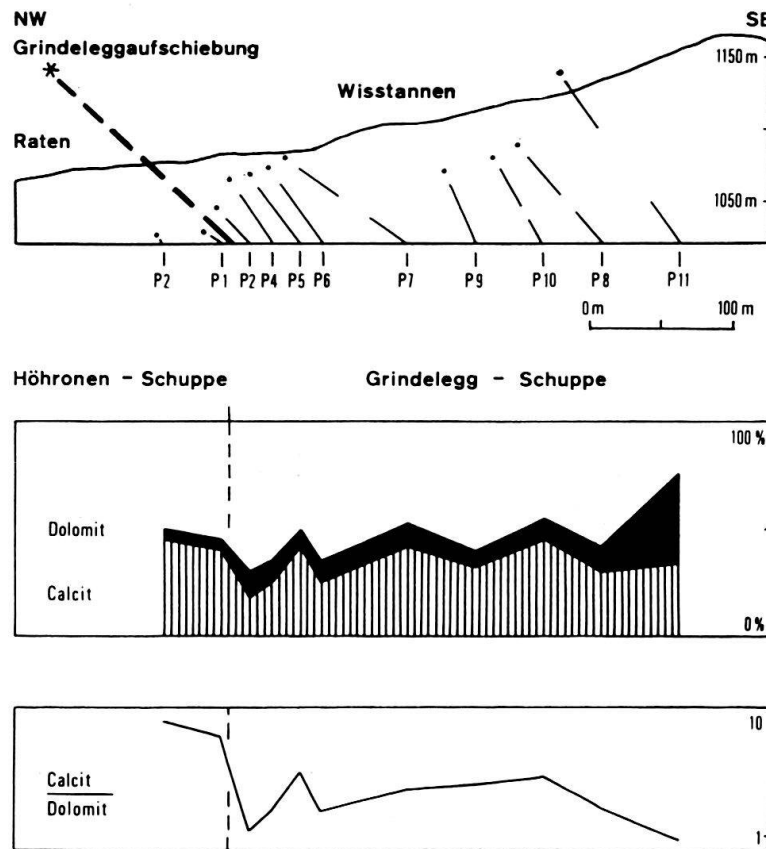 NW SE
Grindeleggaufschiebung
1150 m
Wisstannen
Raten
1050 m
P2 P1 P2 P4 P5 P6 P7 P9 P10 P8 P11
0 m 100 m
Höhronen - Schuppe Grindelegg - Schuppe
100 %
Dolomit
Calcit
0 %
10
Calcit
Dolomit
1